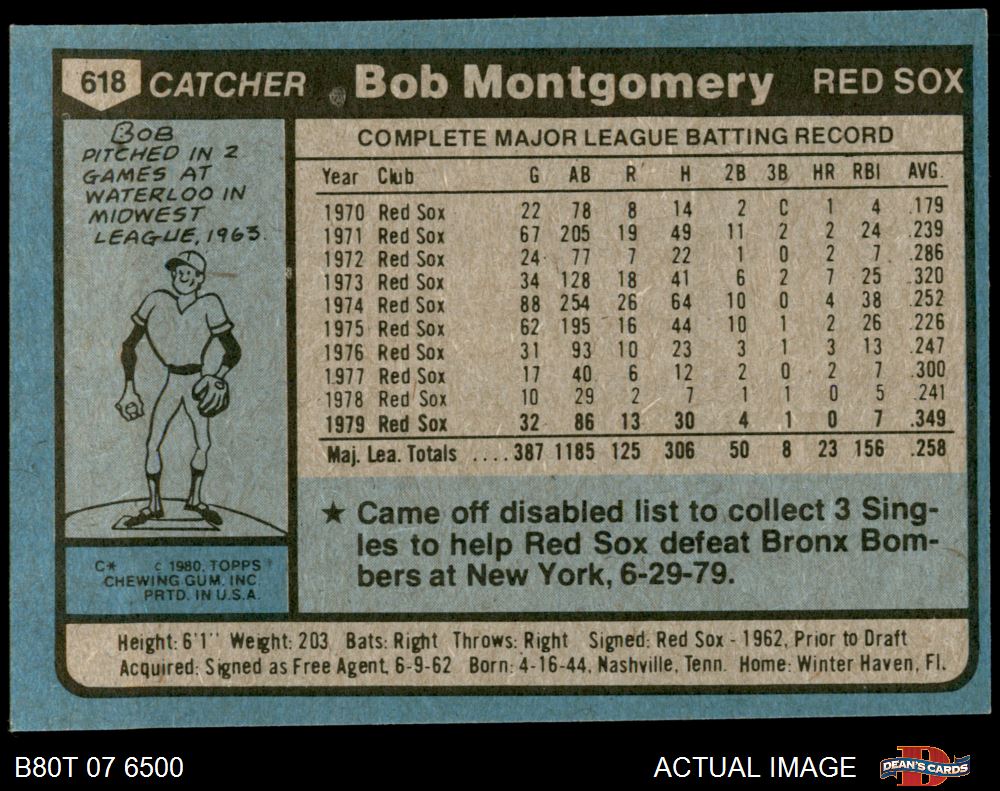 618 CATCHER Bob Montgomery RED SOX
BOB
PITCHED IN 2
GAMES AT
WATERLOO IN
MIDWEST
LEAGUE, 1963.
COMPLETE MAJOR LEAGUE BATTING RECORD
Year Club G AB R H 2B 3B HR RBI AVG.
1970 Red Sox 22 78 8 14 2 0 1 4 .179
1971 Red Sox 67 205 19 49 11 2 2 24 .239
1972 Red Sox 24 77 7 22 1 0 2 7 .286
1973 Red Sox 34 128 18 41 6 2 7 25 .320
1974 Red Sox 88 254 26 64 10 0 4 38 .252
1975 Red Sox 62 195 16 44 10 1 2 26 .226
1976 Red Sox 31 93 10 23 3 1 3 13 .247
1977 Red Sox 17 40 6 12 2 0 2 7 .300
1978 Red Sox 10 29 2 7 1 1 0 5 .241
1979 Red Sox 32 86 13 30 4 1 0 7 .349
Maj. Lea. Totals ....387 1185 125 306 50 8 23 156 .258
★ Came off disabled list to collect 3 Sing-
les to help Red Sox defeat Bronx Bom-
bers at New York, 6-29-79.
C* © 1980, TOPPS
CHEWING GUM, INC.
PRTD. IN U.S.A.
Height: 6'1" Weight: 203 Bats: Right Throws: Right Signed: Red Sox - 1962, Prior to Draft
Acquired: Signed as Free Agent, 6-9-62 Born: 4-16-44, Nashville, Tenn. Home: Winter Haven, Fl.
B80T 07 6500 ACTUAL IMAGE DEAN'S CARDS